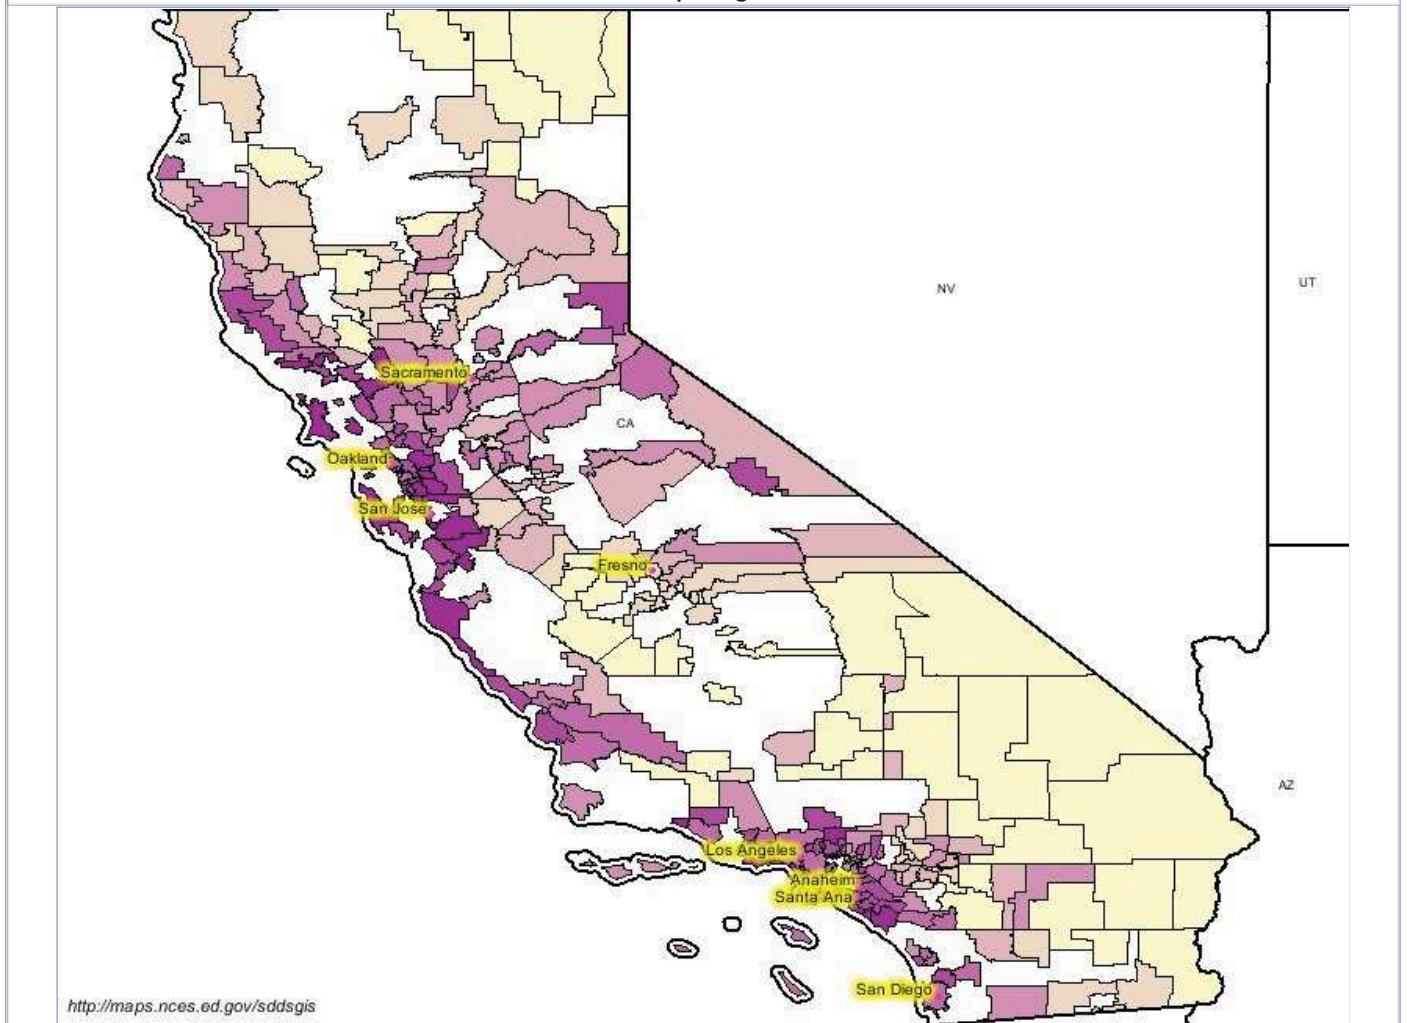 NV
UT
Sacramento
CA
Oakland
San Jose
Fresno
AZ
Los Angeles
Anaheim
Santa Ana
San Diego
http://maps.nces.ed.gov/sddsgis